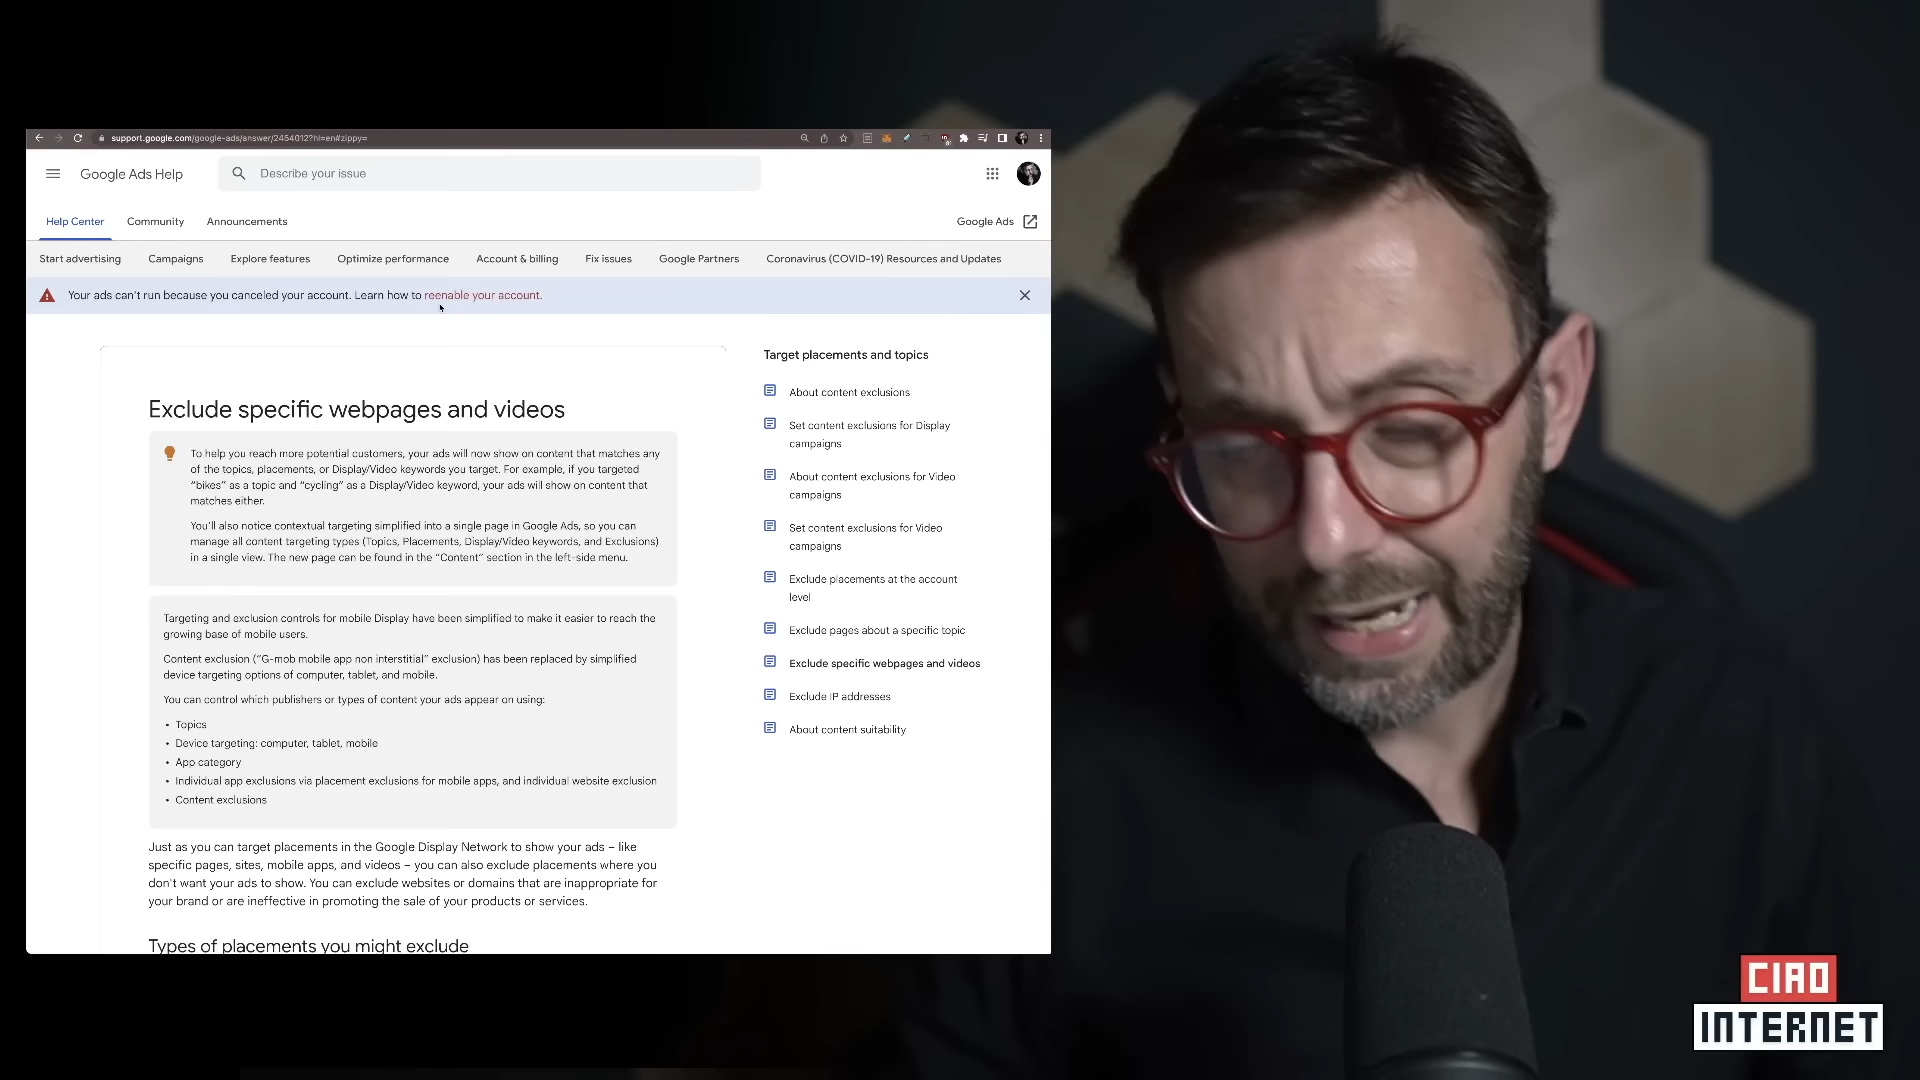 support.google.com/google-ads/answer/2454012?hl=en#zippy=
Google Ads Help
Describe your issue
Help Center
Community
Announcements
Google Ads
Start advertising
Campaigns
Explore features
Optimize performance
Account & billing
Fix issues
Google Partners
Coronavirus (COVID-19) Resources and Updates
Your ads can't run because you canceled your account. Learn how to reenable your account.
Exclude specific webpages and videos
To help you reach more potential customers, your ads will now show on content that matches any
of the topics, placements, or Display/Video keywords you target. For example, if you targeted
“bikes” as a topic and “cycling” as a Display/Video keyword, your ads will show on content that
matches either.
You'll also notice contextual targeting simplified into a single page in Google Ads, so you can
manage all content targeting types (Topics, Placements, Display/Video keywords, and Exclusions)
in a single view. The new page can be found in the “Content” section in the left-side menu.
Targeting and exclusion controls for mobile Display have been simplified to make it easier to reach the
growing base of mobile users.
Content exclusion (“G-mob mobile app non interstitial” exclusion) has been replaced by simplified
device targeting options of computer, tablet, and mobile.
You can control which publishers or types of content your ads appear on using:
• Topics
• Device targeting: computer, tablet, mobile
• App category
• Individual app exclusions via placement exclusions for mobile apps, and individual website exclusion
• Content exclusions
Just as you can target placements in the Google Display Network to show your ads – like
specific pages, sites, mobile apps, and videos – you can also exclude placements where you
don't want your ads to show. You can exclude websites or domains that are inappropriate for
your brand or are ineffective in promoting the sale of your products or services.
Types of placements you might exclude
Target placements and topics
About content exclusions
Set content exclusions for Display
campaigns
About content exclusions for Video
campaigns
Set content exclusions for Video
campaigns
Exclude placements at the account
level
Exclude pages about a specific topic
Exclude specific webpages and videos
Exclude IP addresses
About content suitability
CIAO
INTERNET